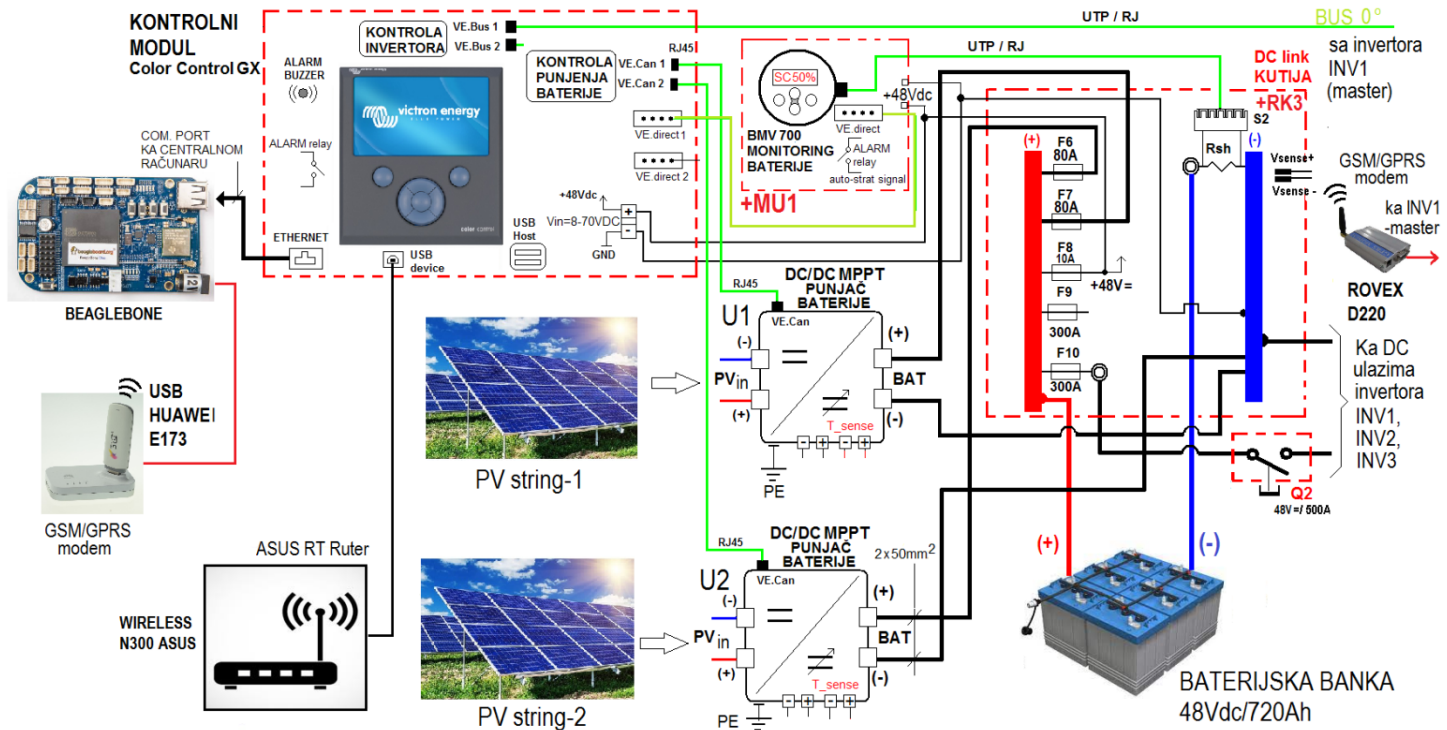 KONTROLNI
MODUL
Color Control GX
ALARM
BUZZER
KONTROLA
INVERTORA
VE.Bus 1
VE.Bus 2
KONTROLA
PUNJENJA
BATERIJE
RJ45
VE.Can 1
VE.Can 2
victron energy
BLUE POWER
color control
VE.direct 1
VE.direct 2
ALARM relay
COM. PORT
KA CENTRALNOM
RAČUNARU
+48Vdc
Vin=8-70VDC
+
-
GND
USB
Host
USB
device
ETHERNET
BEAGLEBONE
USB
HUAWEI
E173
GSM/GPRS
modem
ASUS RT Ruter
WIRELESS
N300 ASUS
UTP / RJ
BUS 0°
UTP / RJ
sa invertora
INV1
(master)
SC50%
BMV 700
MONITORING
BATERIJE
VE.direct
ALARM
relay
auto-strat signal
+48Vdc
+MU1
DC link
KUTIJA
+RK3
S2
(+)
(-)
Rsh
F6
80A
F7
80A
F8
10A
+48V=
F9
300A
F10
300A
Vsense+
Vsense -
GSM/GPRS
modem
ka INV1
-master
ROVEX
D220
Ka DC
ulazima
invertora
INV1,
INV2,
INV3
Q2
48V=/ 500A
PV string-1
RJ45
DC/DC MPPT
PUNJAČ
BATERIJE
U1
VE.Can
(-)
PVin
(+)
(+)
BAT
(-)
T_sense
- + - +
PE
PV string-2
RJ45
DC/DC MPPT
PUNJAČ
BATERIJE
U2
VE.Can
(-)
PVin
(+)
(+)
BAT
(-)
T_sense
- + - +
PE
2x50mm²
(+)
(-)
BATERIJSKA BANKA
48Vdc/720Ah